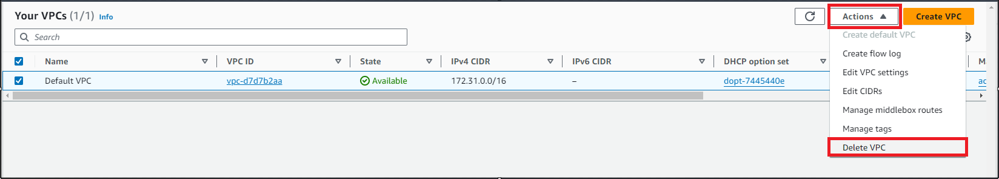 Your VPCs (1/1) Info
Actions
Create VPC
Search
Create default VPC
Create flow log
Edit VPC settings
Edit CIDRs
Manage middlebox routes
Manage tags
Delete VPC
Name VPC ID State IPv4 CIDR IPv6 CIDR DHCP option set Ma
Default VPC vpc-d7d7b2aa Available 172.31.0.0/16 – dopt-7445440e ac